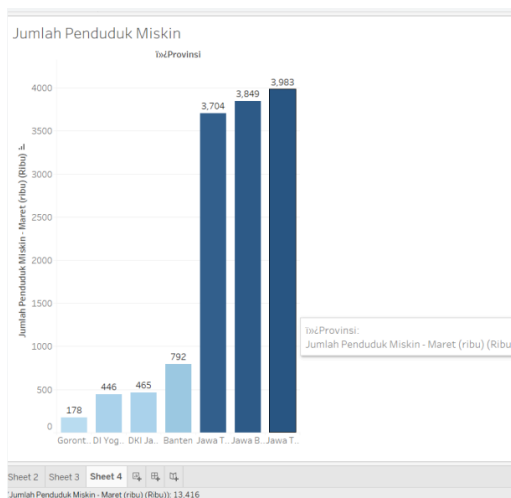 Jumlah Penduduk Miskin
ï»¿Provinsi
Jumlah Penduduk Miskin - Maret (ribu) (Ribu)
4000
3500
3000
2500
2000
1500
1000
500
0
178
446
465
792
3,704
3,849
3,983
Goront.. DI Yog.. DKI Ja.. Banten Jawa T.. Jawa B.. Jawa T..
ï»¿Provinsi:
Jumlah Penduduk Miskin - Maret (ribu) (Ribu
Sheet 2 Sheet 3 Sheet 4
Jumlah Penduduk Miskin - Maret (ribu) (Ribu)): 13,416